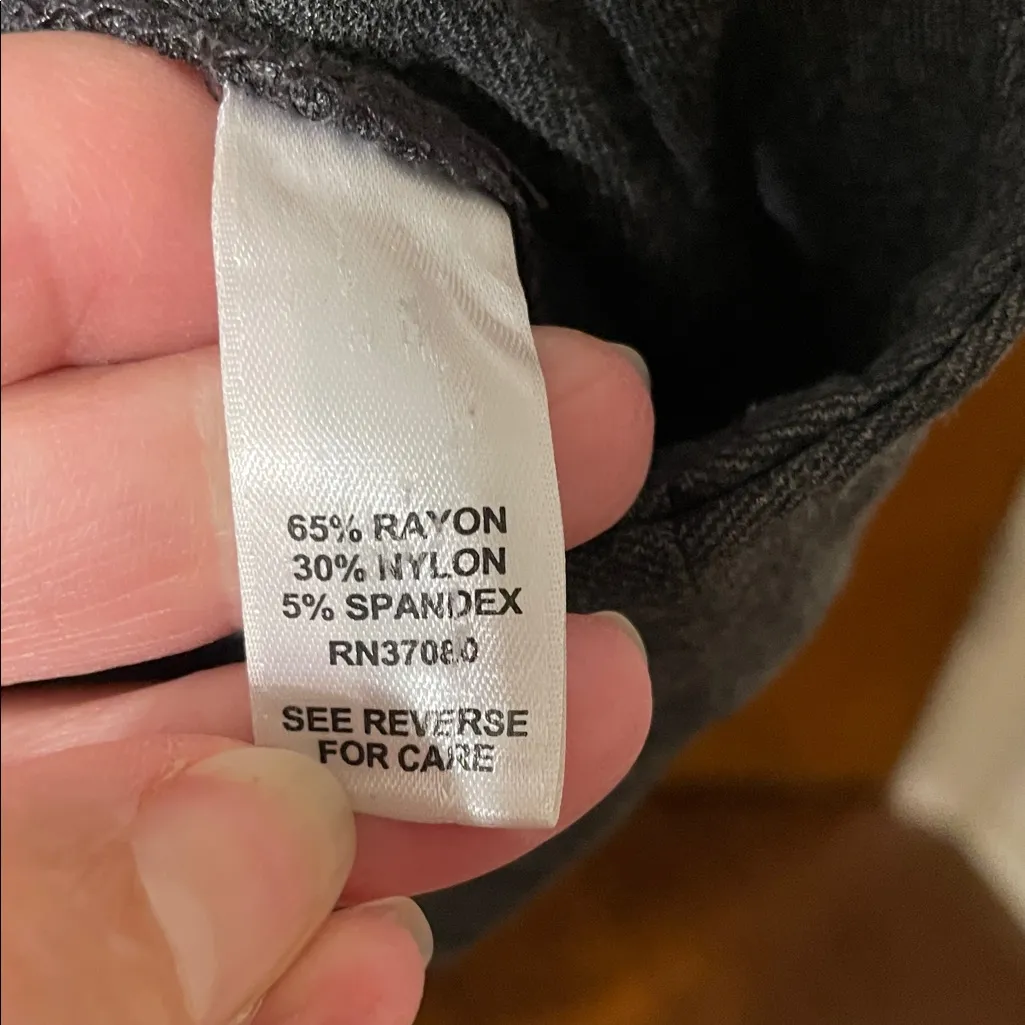 65% RAYON
30% NYLON
5% SPANDEX
RN37080
SEE REVERSE
FOR CARE